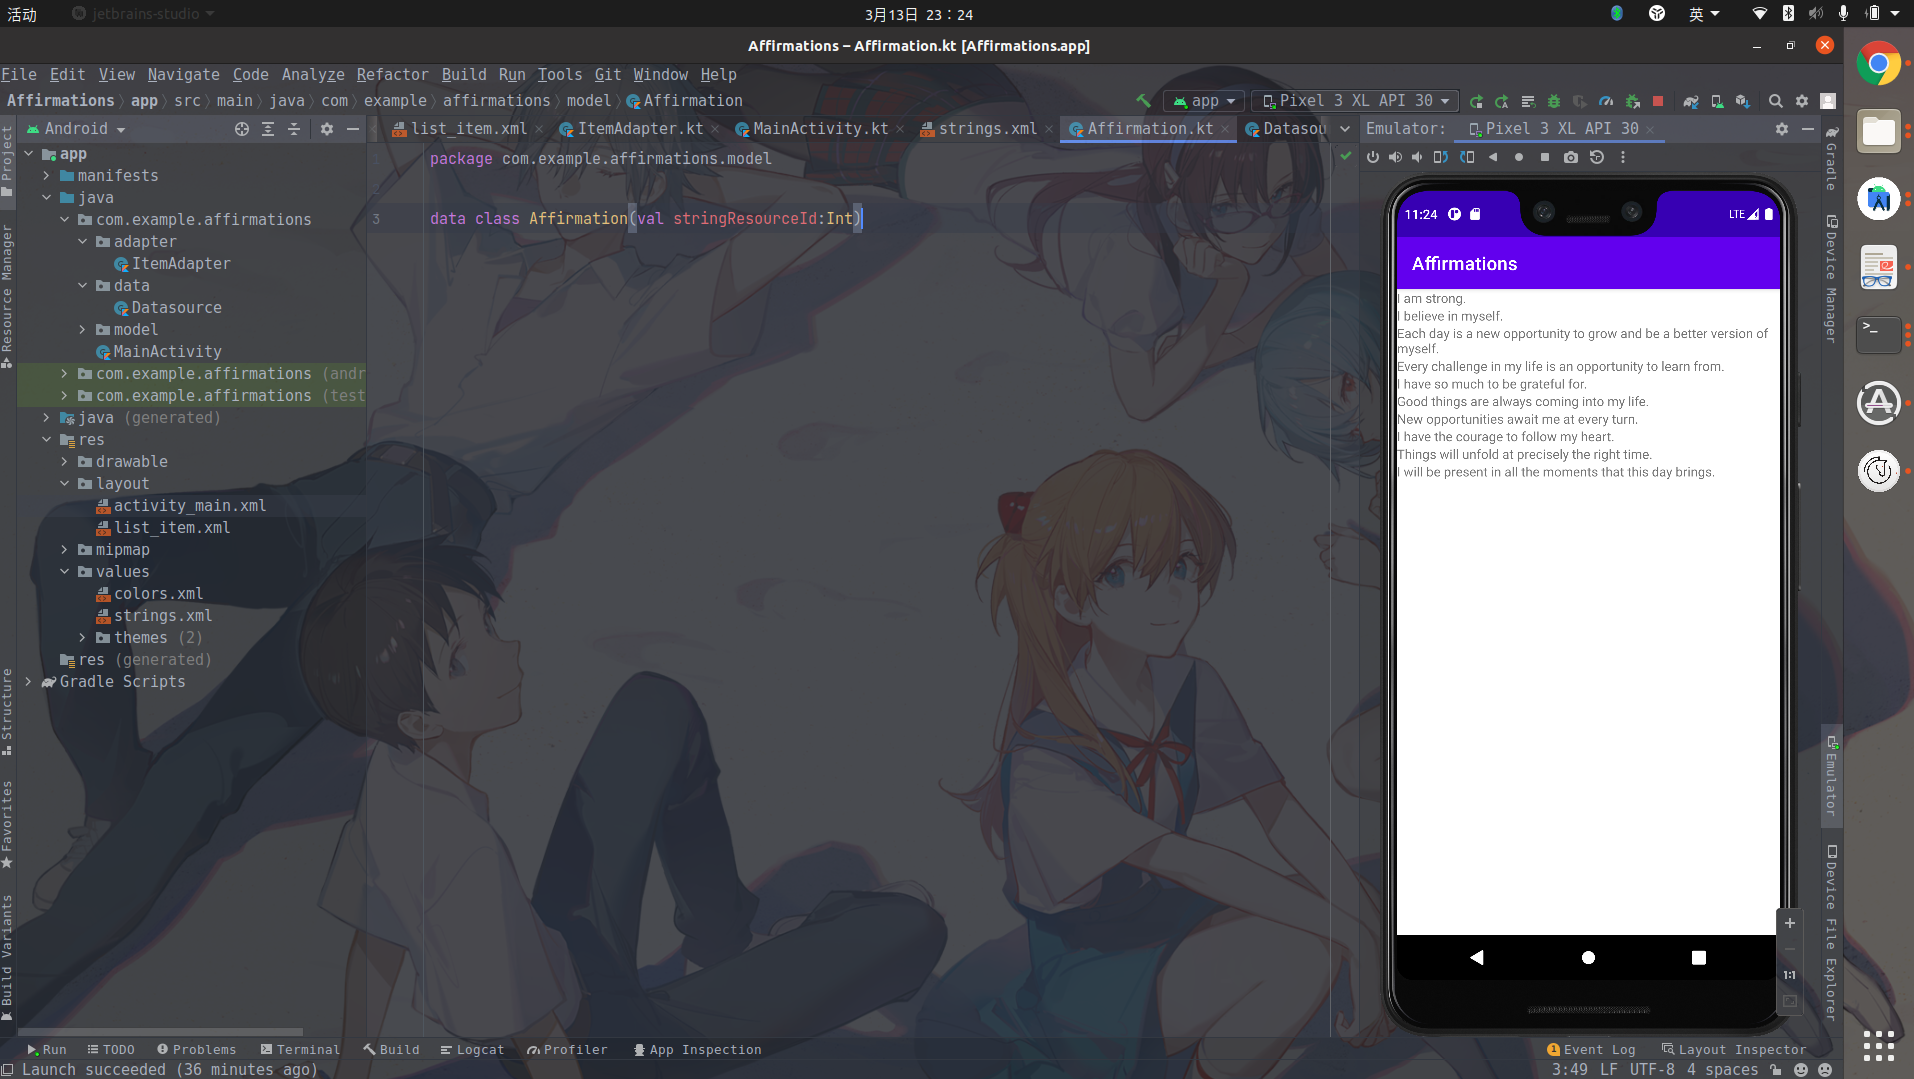 活动 jetbrains-studio 3月13日 23：24 英
Affirmations – Affirmation.kt [Affirmations.app]
File Edit View Navigate Code Analyze Refactor Build Run Tools Git Window Help
Affirmations app src main java com example affirmations model Affirmation app Pixel 3 XL API 30
Android list_item.xml ItemAdapter.kt MainActivity.kt strings.xml Affirmation.kt Datasou Emulator: Pixel 3 XL API 30
Project
Resource Manager
Structure
Favorites
Build Variants
app
manifests
java
com.example.affirmations
adapter
ItemAdapter
data
Datasource
model
MainActivity
com.example.affirmations (andr
com.example.affirmations (test
java (generated)
res
drawable
layout
activity_main.xml
list_item.xml
mipmap
values
colors.xml
strings.xml
themes (2)
res (generated)
Gradle Scripts
1 package com.example.affirmations.model
3 data class Affirmation(val stringResourceId:Int)
11:24 LTE
Affirmations
I am strong.
I believe in myself.
Each day is a new opportunity to grow and be a better version of
myself.
Every challenge in my life is an opportunity to learn from.
I have so much to be grateful for.
Good things are always coming into my life.
New opportunities await me at every turn.
I have the courage to follow my heart.
Things will unfold at precisely the right time.
I will be present in all the moments that this day brings.
1:1
Gradle
Device Manager
Emulator
Device File Explorer
Run TODO Problems Terminal Build Logcat Profiler App Inspection 1 Event Log Layout Inspector
Launch succeeded (36 minutes ago) 3:49 LF UTF-8 4 spaces